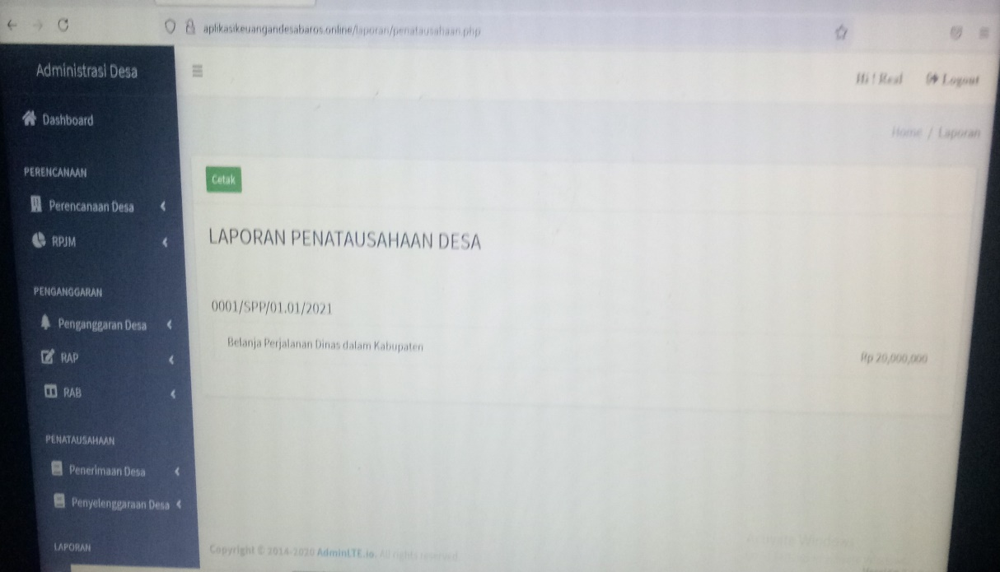 aplikasikeuangandesabaros.online/laporan/penatausahaan.php
Administrasi Desa
Hi ! Real Logout
Dashboard
Home / Laporan
PERENCANAAN
Cetak
Perencanaan Desa
RPJM
LAPORAN PENATAUSAHAAN DESA
PENGANGGARAN
0001/SPP/01.01/2021
Penganggaran Desa
Belanja Perjalanan Dinas dalam Kabupaten
Rp 20,000,000
RAP
RAB
PENATAUSAHAAN
Penerimaan Desa
Penyelenggaraan Desa
LAPORAN
Copyright © 2014-2020 AdminLTE.io. All rights reserved.
Activate Windows